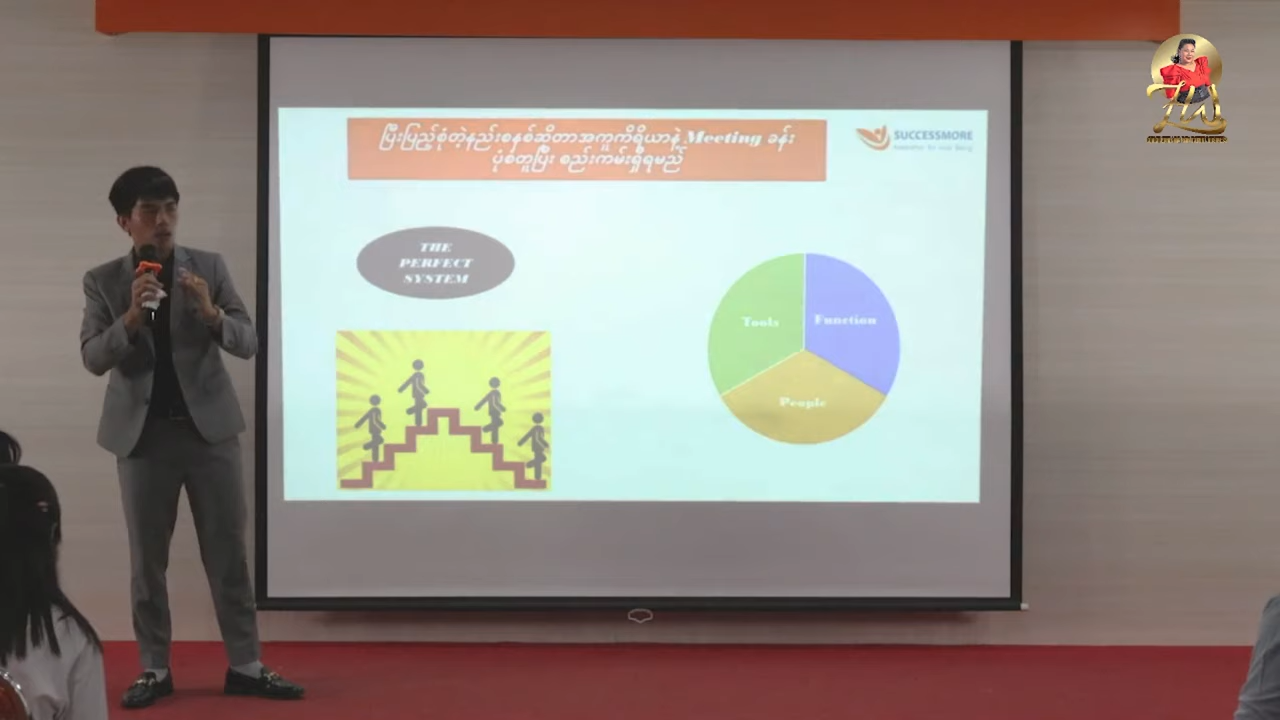 ပြီးပြည့်စုံတဲ့နည်းစနစ်ဆိုတာအကူကိရိယာနဲ့ Meeting ခန်း
ပုံစံတူပြီး စည်းကမ်းရှိရမည်
SUCCESSMORE
THE
PERFECT
SYSTEM
Tools
Function
People